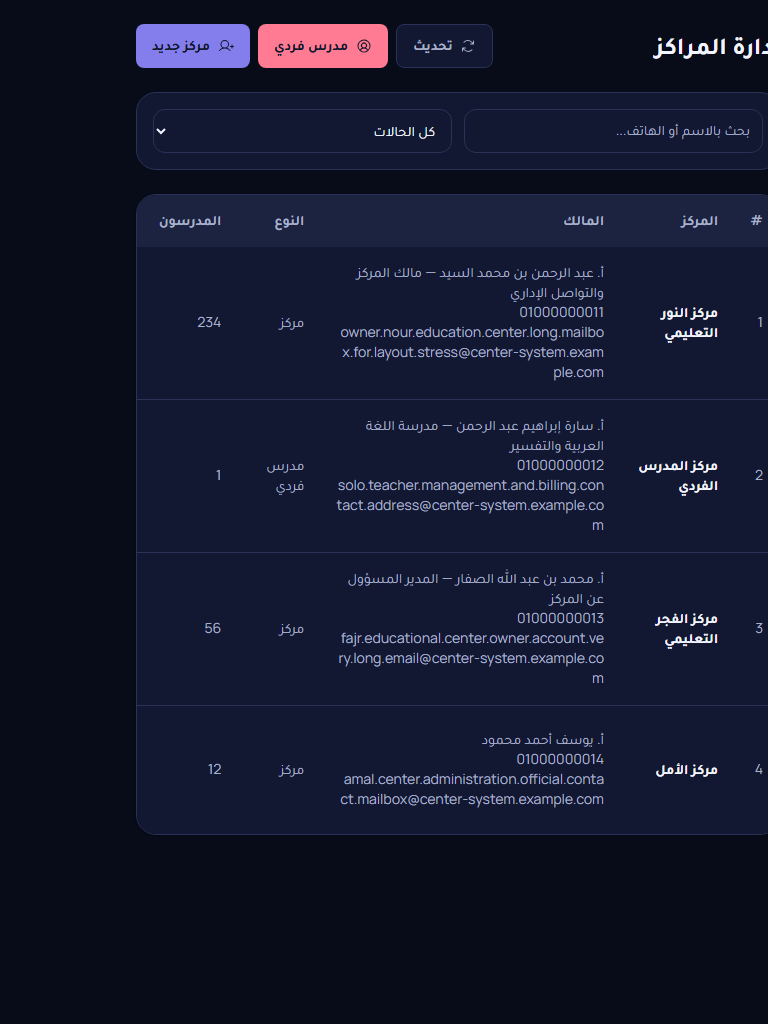 دارة المراكز
تحديث
مدرس فردي
مركز جديد
بحث بالاسم أو الهاتف...
كل الحالات
# المركز المالك النوع المدرسون
1
مركز النور
التعليمي
أ. عبد الرحمن بن محمد السيد — مالك المركز
والتواصل الإداري
01000000011
owner.nour.education.center.long.mailbo
x.for.layout.stress@center-system.exam
ple.com
مركز
234
2
مركز المدرس
الفردي
أ. سارة إبراهيم عبد الرحمن — مدرسة اللغة
العربية والتفسير
01000000012
solo.teacher.management.and.billing.con
tact.address@center-system.example.co
m
مدرس
فردي
1
3
مركز الفجر
التعليمي
أ. محمد بن عبد الله الصفار — المدير المسؤول
عن المركز
01000000013
fajr.educational.center.owner.account.ve
ry.long.email@center-system.example.co
m
مركز
56
4
مركز الأمل
أ. يوسف أحمد محمود
01000000014
amal.center.administration.official.conta
ct.mailbox@center-system.example.com
مركز
12